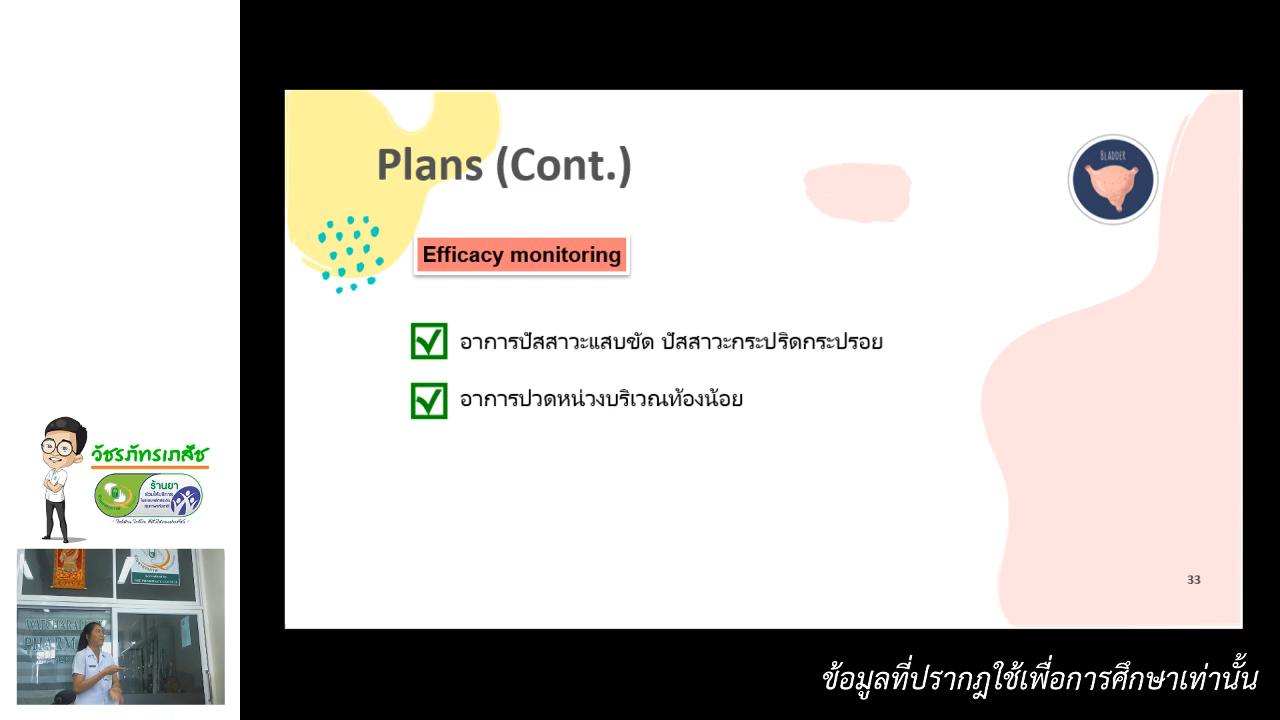 Plans (Cont.)
BLADDER
Efficacy monitoring
อาการปัสสาวะแสบขัด ปัสสาวะกระปริดกระปรอย
อาการปวดหน่วงบริเวณท้องน้อย
33
วัชรภัทรเภสัช
ร้านยา
ข้อมูลที่ปรากฎใช้เพื่อการศึกษาเท่านั้น